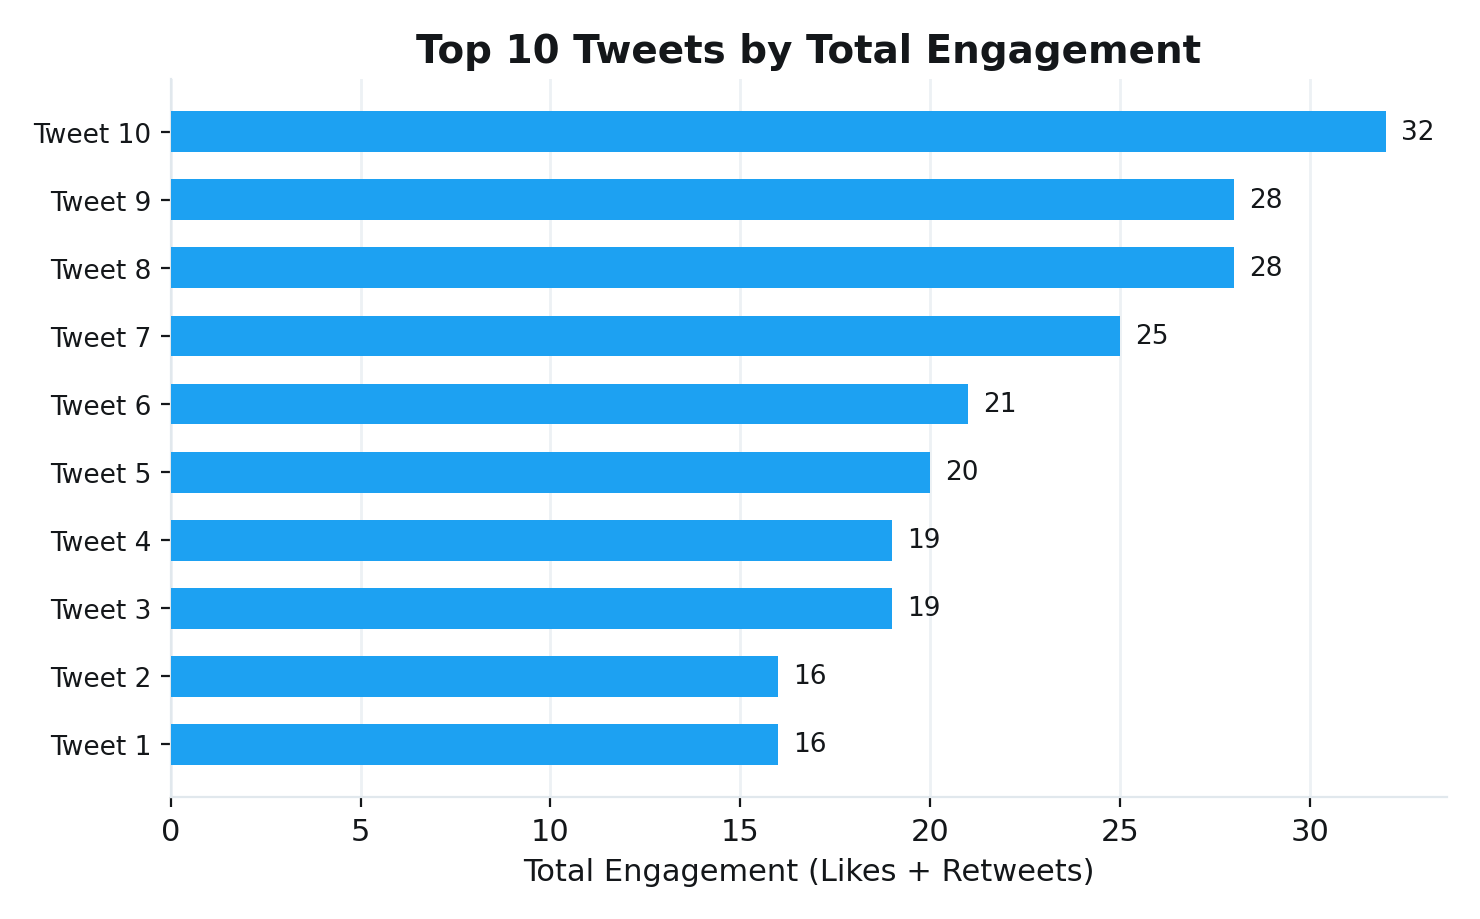 Top 10 Tweets by Total Engagement
Tweet 10 32
Tweet 9 28
Tweet 8 28
Tweet 7 25
Tweet 6 21
Tweet 5 20
Tweet 4 19
Tweet 3 19
Tweet 2 16
Tweet 1 16
0 5 10 15 20 25 30
Total Engagement (Likes + Retweets)